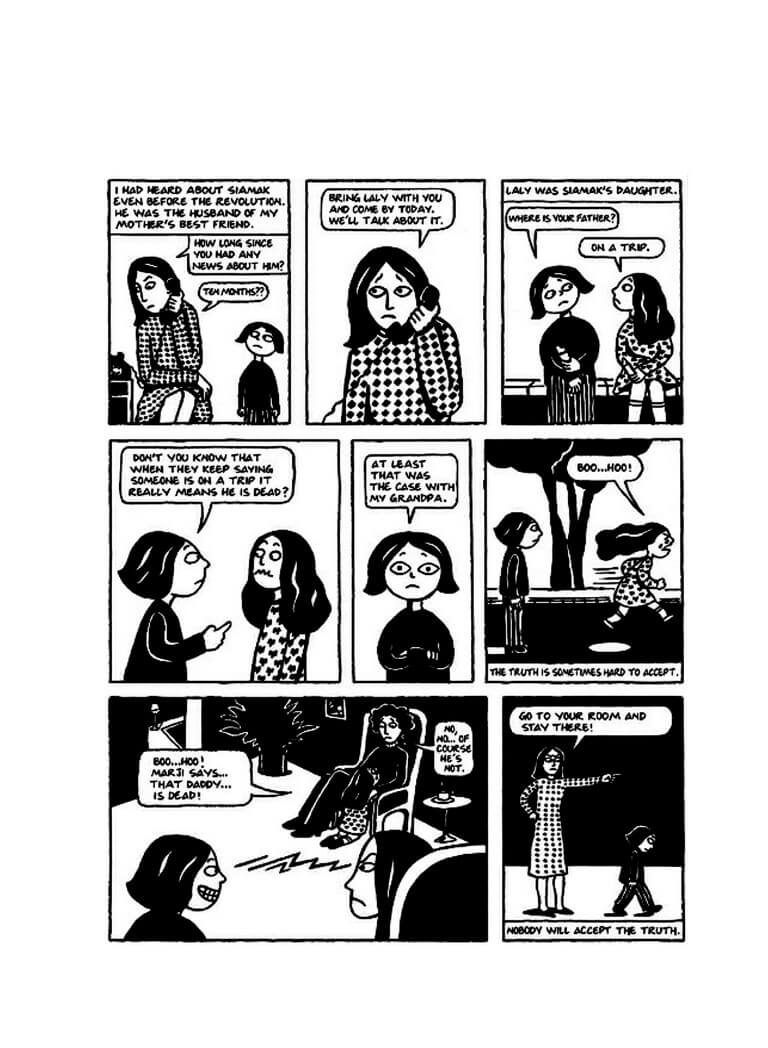 I HAD HEARD ABOUT SIAMAK
EVEN BEFORE THE REVOLUTION.
HE WAS THE HUSBAND OF MY
MOTHER'S BEST FRIEND.
HOW LONG SINCE
YOU HAD ANY
NEWS ABOUT HIM?
TEN MONTHS??
BRING LALY WITH YOU
AND COME BY TODAY.
WE'LL TALK ABOUT IT.
LALY WAS SIAMAK'S DAUGHTER.
WHERE IS YOUR FATHER?
ON A TRIP.
DON'T YOU KNOW THAT
WHEN THEY KEEP SAYING
SOMEONE IS ON A TRIP IT
REALLY MEANS HE IS DEAD?
AT LEAST
THAT WAS
THE CASE WITH
MY GRANDPA.
BOO...HOO!
THE TRUTH IS SOMETIMES HARD TO ACCEPT.
BOO...HOO!
MARJI SAYS...
THAT DADDY...
IS DEAD!
NO,
NO... OF
COURSE
HE'S
NOT.
GO TO YOUR ROOM AND
STAY THERE!
NOBODY WILL ACCEPT THE TRUTH.